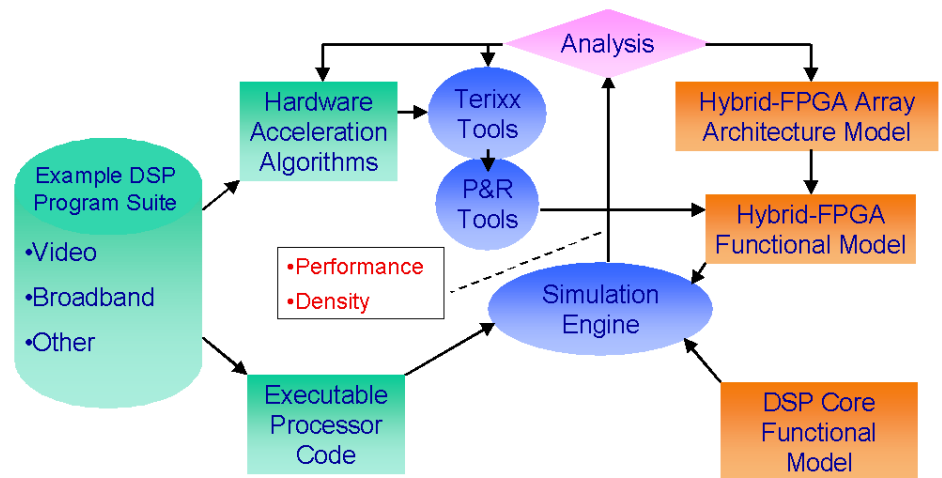 Analysis
Hardware
Acceleration
Algorithms
Terixx
Tools
Hybrid-FPGA Array
Architecture Model
Example DSP
Program Suite
•Video
•Broadband
•Other
P&R
Tools
Hybrid-FPGA
Functional Model
•Performance
•Density
Simulation
Engine
Executable
Processor
Code
DSP Core
Functional
Model